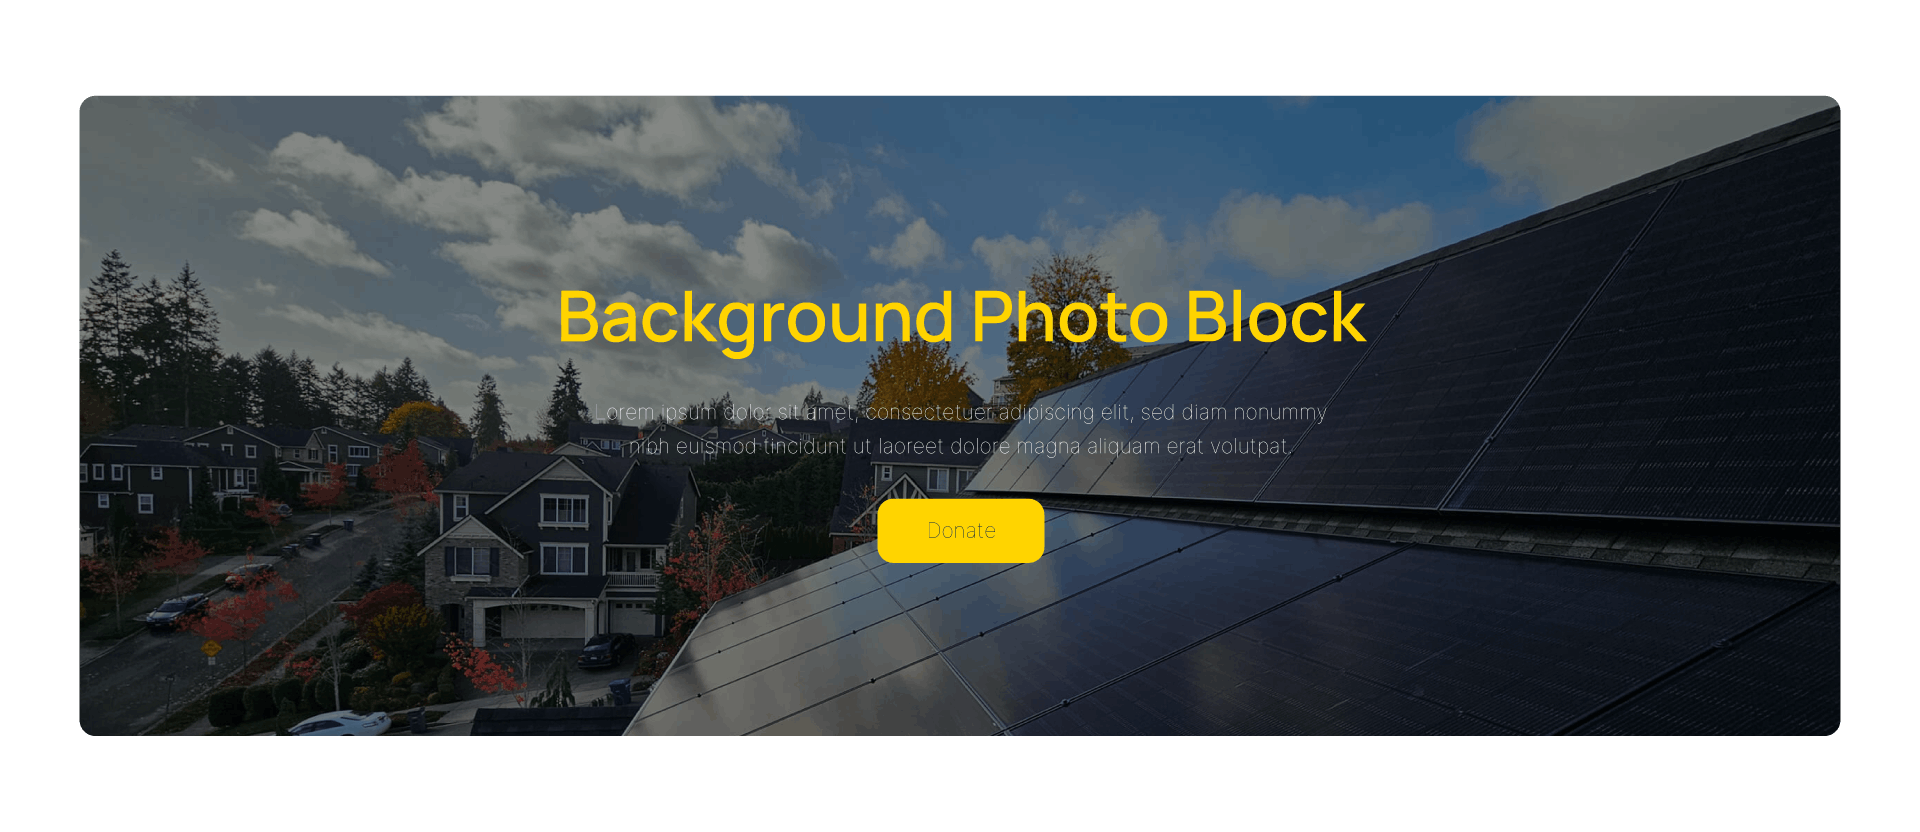 Background Photo Block
Lorem ipsum dolor sit amet, consectetuer adipiscing elit, sed diam nonummy
nibh euismod tincidunt ut laoreet dolore magna aliquam erat volutpat.
Donate